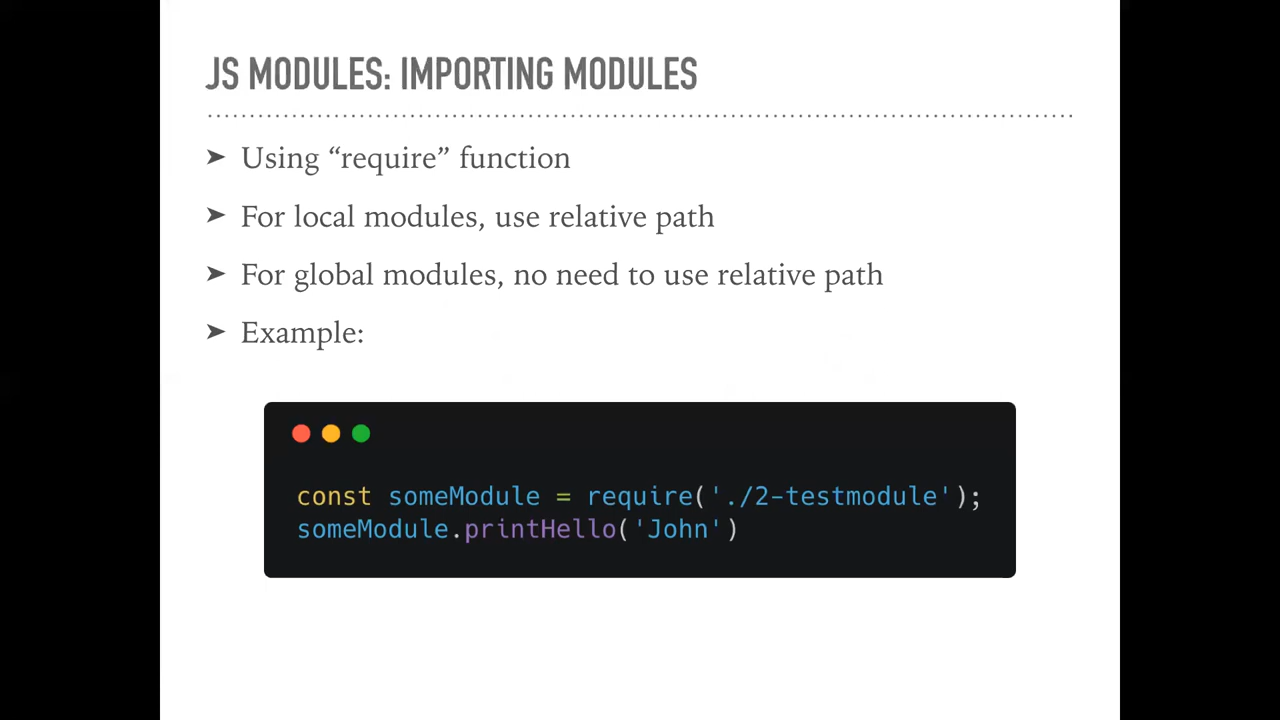 JS MODULES: IMPORTING MODULES
➤ Using “require” function
➤ For local modules, use relative path
➤ For global modules, no need to use relative path
➤ Example:
const someModule = require('./2-testmodule');
someModule.printHello('John')